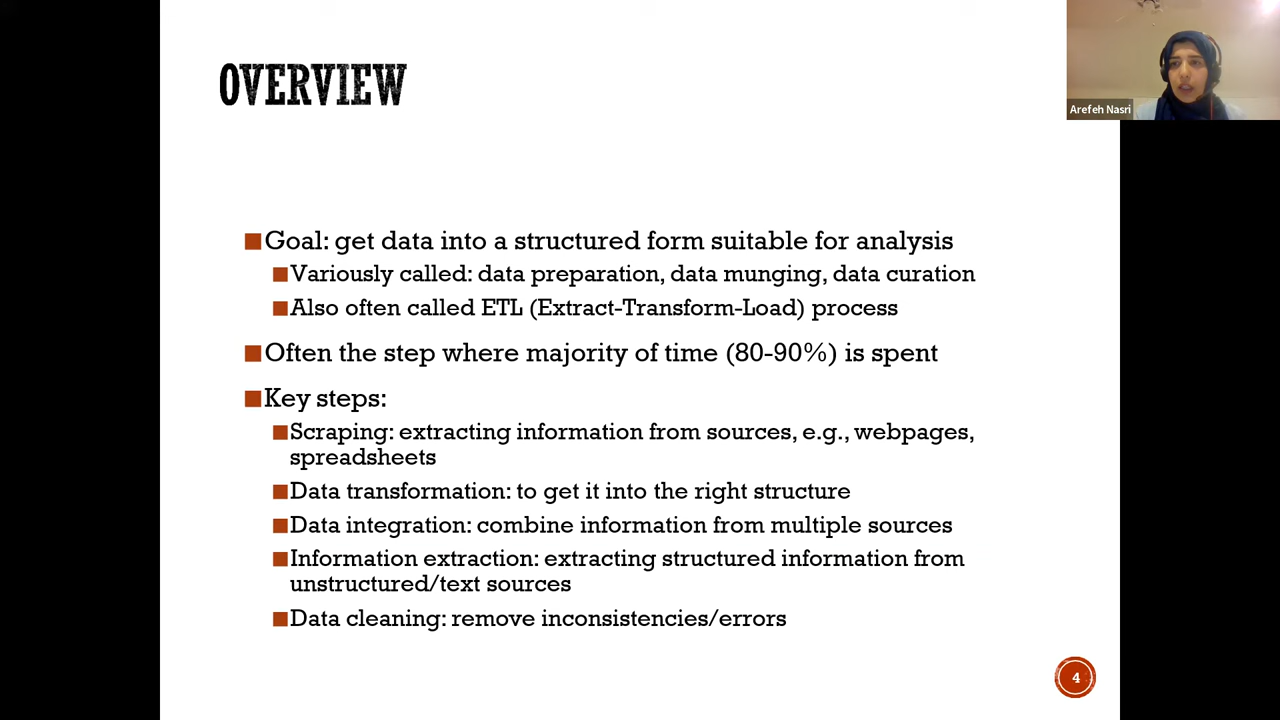 OVERVIEW
Arefeh Nasri
Goal: get data into a structured form suitable for analysis
Variously called: data preparation, data munging, data curation
Also often called ETL (Extract-Transform-Load) process
Often the step where majority of time (80-90%) is spent
Key steps:
Scraping: extracting information from sources, e.g., webpages,
spreadsheets
Data transformation: to get it into the right structure
Data integration: combine information from multiple sources
Information extraction: extracting structured information from
unstructured/text sources
Data cleaning: remove inconsistencies/errors
4